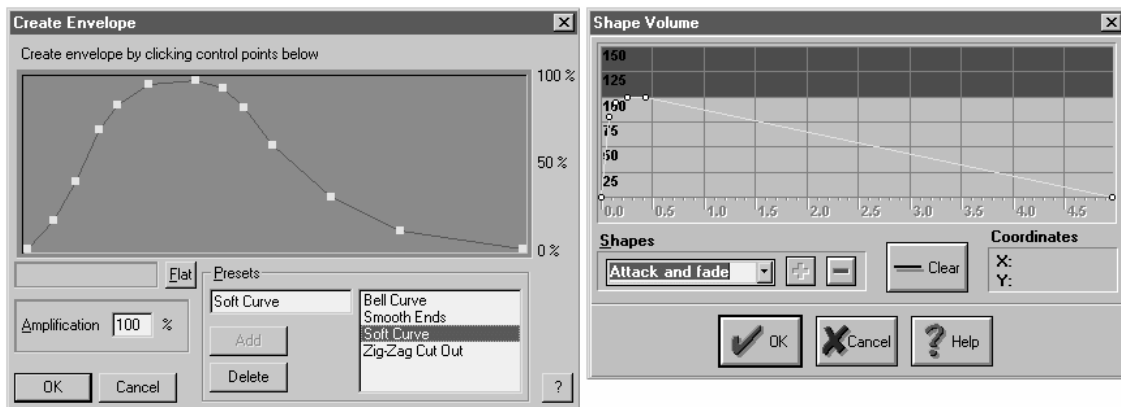 Create Envelope
Create envelope by clicking control points below
100 %
50 %
0 %
Flat
Presets
Soft Curve
Bell Curve
Smooth Ends
Soft Curve
Zig-Zag Cut Out
Amplification 100 %
Add
Delete
OK Cancel ?
Shape Volume
150
125
100
75
50
25
0.0 0.5 1.0 1.5 2.0 2.5 3.0 3.5 4.0 4.5
Shapes
Attack and fade
Clear
Coordinates
X:
Y:
OK Cancel Help